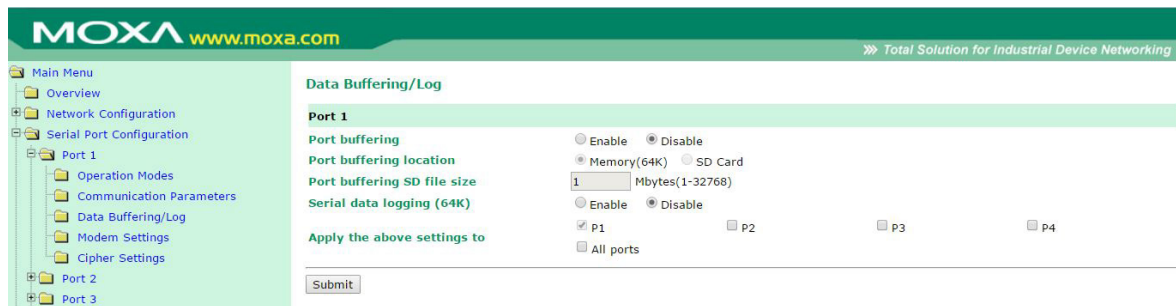 MOXA www.moxa.com
Total Solution for Industrial Device Networking
Main Menu
Overview
Network Configuration
Serial Port Configuration
Port 1
Operation Modes
Communication Parameters
Data Buffering/Log
Modem Settings
Cipher Settings
Port 2
Port 3
Data Buffering/Log
Port 1
Port buffering Enable Disable
Port buffering location Memory(64K) SD Card
Port buffering SD file size 1 Mbytes(1-32768)
Serial data logging (64K) Enable Disable
Apply the above settings to P1 P2 P3 P4
All ports
Submit